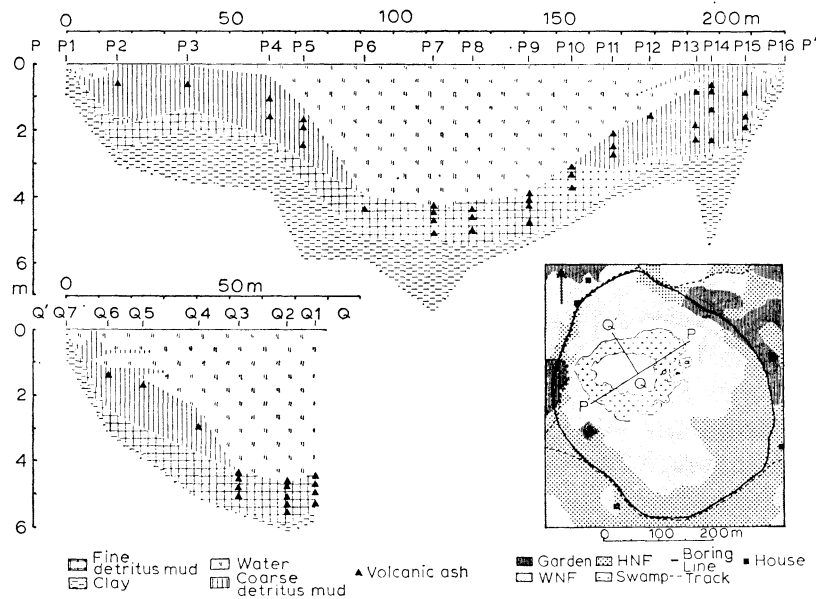 0 50 100 150 200m
P P1 P2 P3 P4 P5 P6 P7 P8 P9 P10 P11 P12 P13 P14 P15 P16 P'
0
2
4
6
m
0 50m
Q' Q7 Q6 Q5 Q4 Q3 Q2 Q1 Q
0
2
4
6
Q'
P'
Q
P
0 100 200m
Fine detritus mud
Water
Clay
Coarse detritus mud
Volcanic ash
Garden HNF Boring Line House
WNF Swamp Track